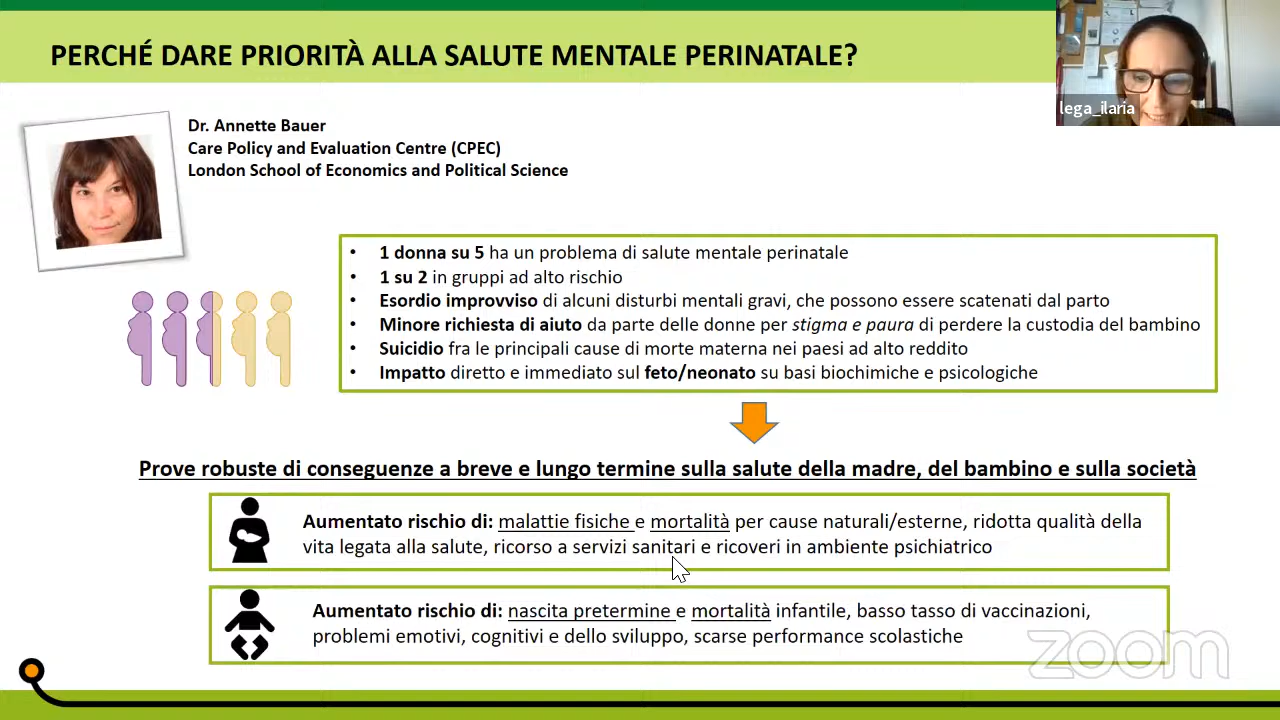 PERCHÉ DARE PRIORITÀ ALLA SALUTE MENTALE PERINATALE?
lega_ilaria
Dr. Annette Bauer
Care Policy and Evaluation Centre (CPEC)
London School of Economics and Political Science
• 1 donna su 5 ha un problema di salute mentale perinatale
• 1 su 2 in gruppi ad alto rischio
• Esordio improvviso di alcuni disturbi mentali gravi, che possono essere scatenati dal parto
• Minore richiesta di aiuto da parte delle donne per stigma e paura di perdere la custodia del bambino
• Suicidio fra le principali cause di morte materna nei paesi ad alto reddito
• Impatto diretto e immediato sul feto/neonato su basi biochimiche e psicologiche
Prove robuste di conseguenze a breve e lungo termine sulla salute della madre, del bambino e sulla società
Aumentato rischio di: malattie fisiche e mortalità per cause naturali/esterne, ridotta qualità della
vita legata alla salute, ricorso a servizi sanitari e ricoveri in ambiente psichiatrico
Aumentato rischio di: nascita pretermine e mortalità infantile, basso tasso di vaccinazioni,
problemi emotivi, cognitivi e dello sviluppo, scarse performance scolastiche
zoom